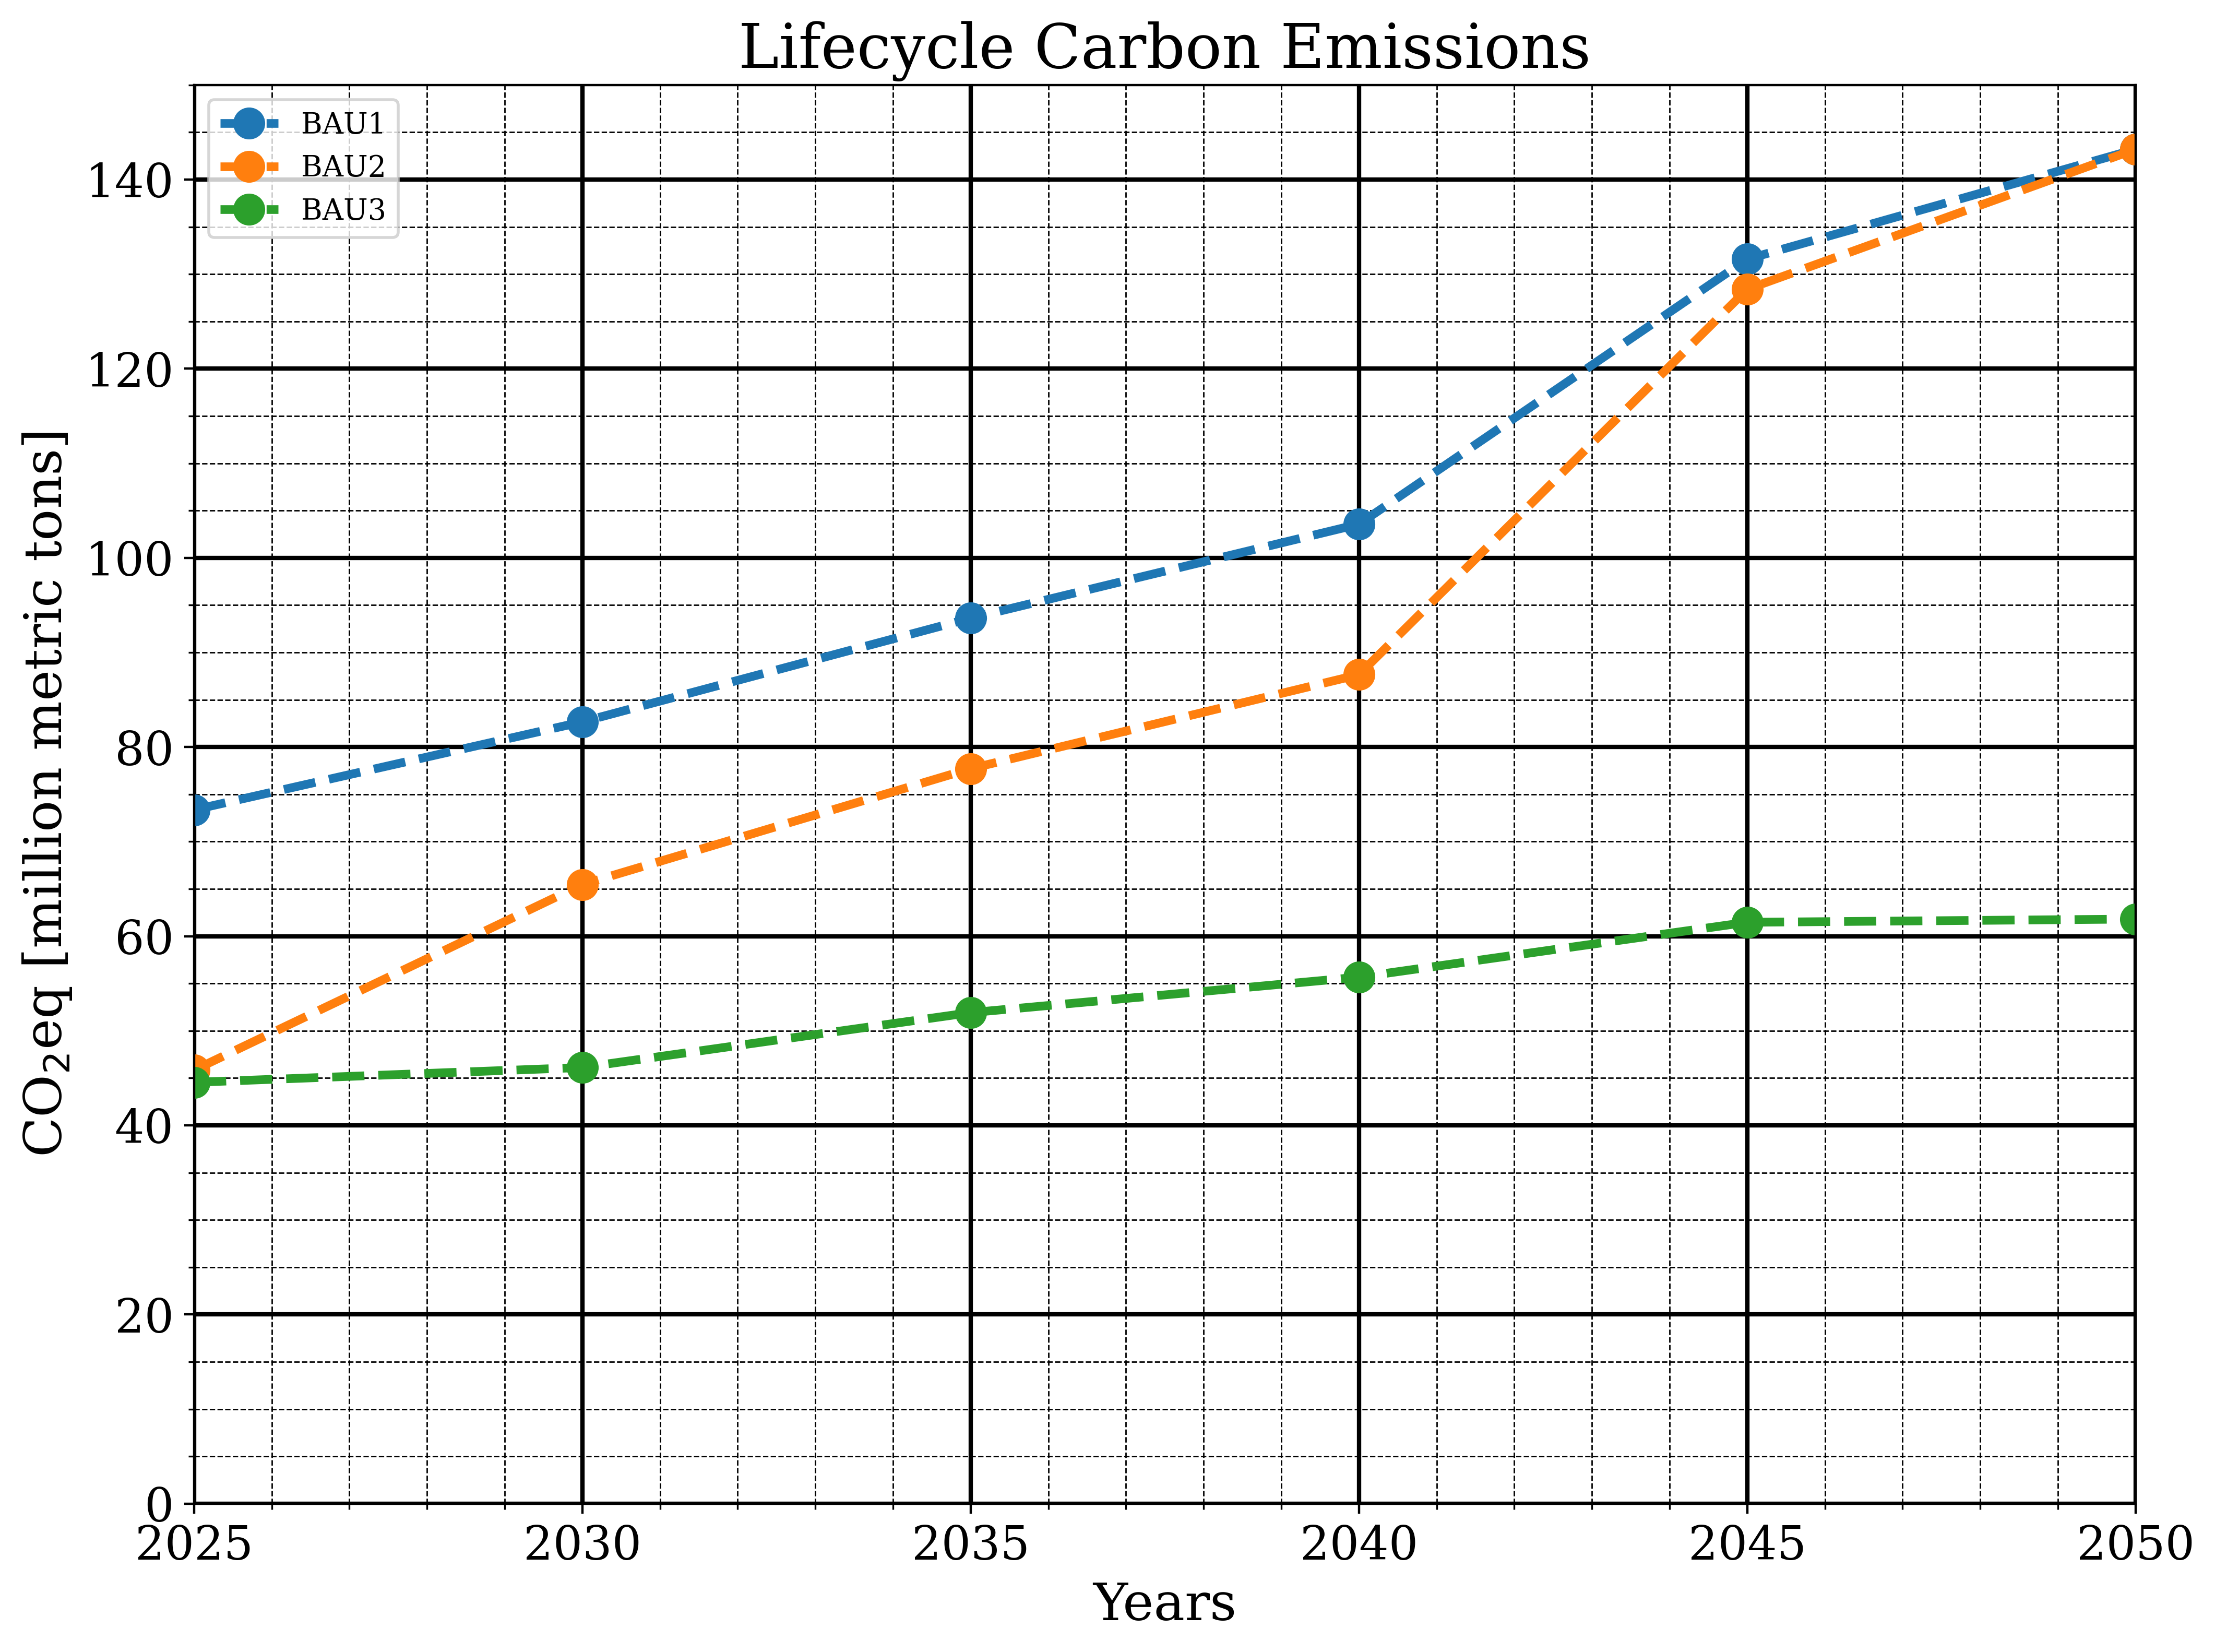 Lifecycle Carbon Emissions
BAU1
BAU2
BAU3
140
120
100
80
60
40
20
0
CO₂eq [million metric tons]
2025 2030 2035 2040 2045 2050
Years